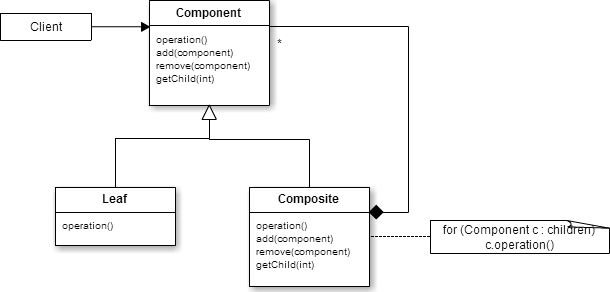 Client
Component
operation()
add(component)
remove(component)
getChild(int)
*
Leaf
operation()
Composite
operation()
add(component)
remove(component)
getChild(int)
for (Component c : children)
c.operation()